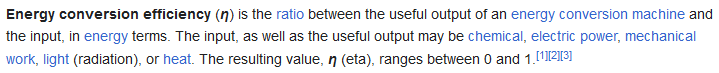 Energy conversion efficiency (η) is the ratio between the useful output of an energy conversion machine and
the input, in energy terms. The input, as well as the useful output may be chemical, electric power, mechanical
work, light (radiation), or heat. The resulting value, η (eta), ranges between 0 and 1.[1][2][3]